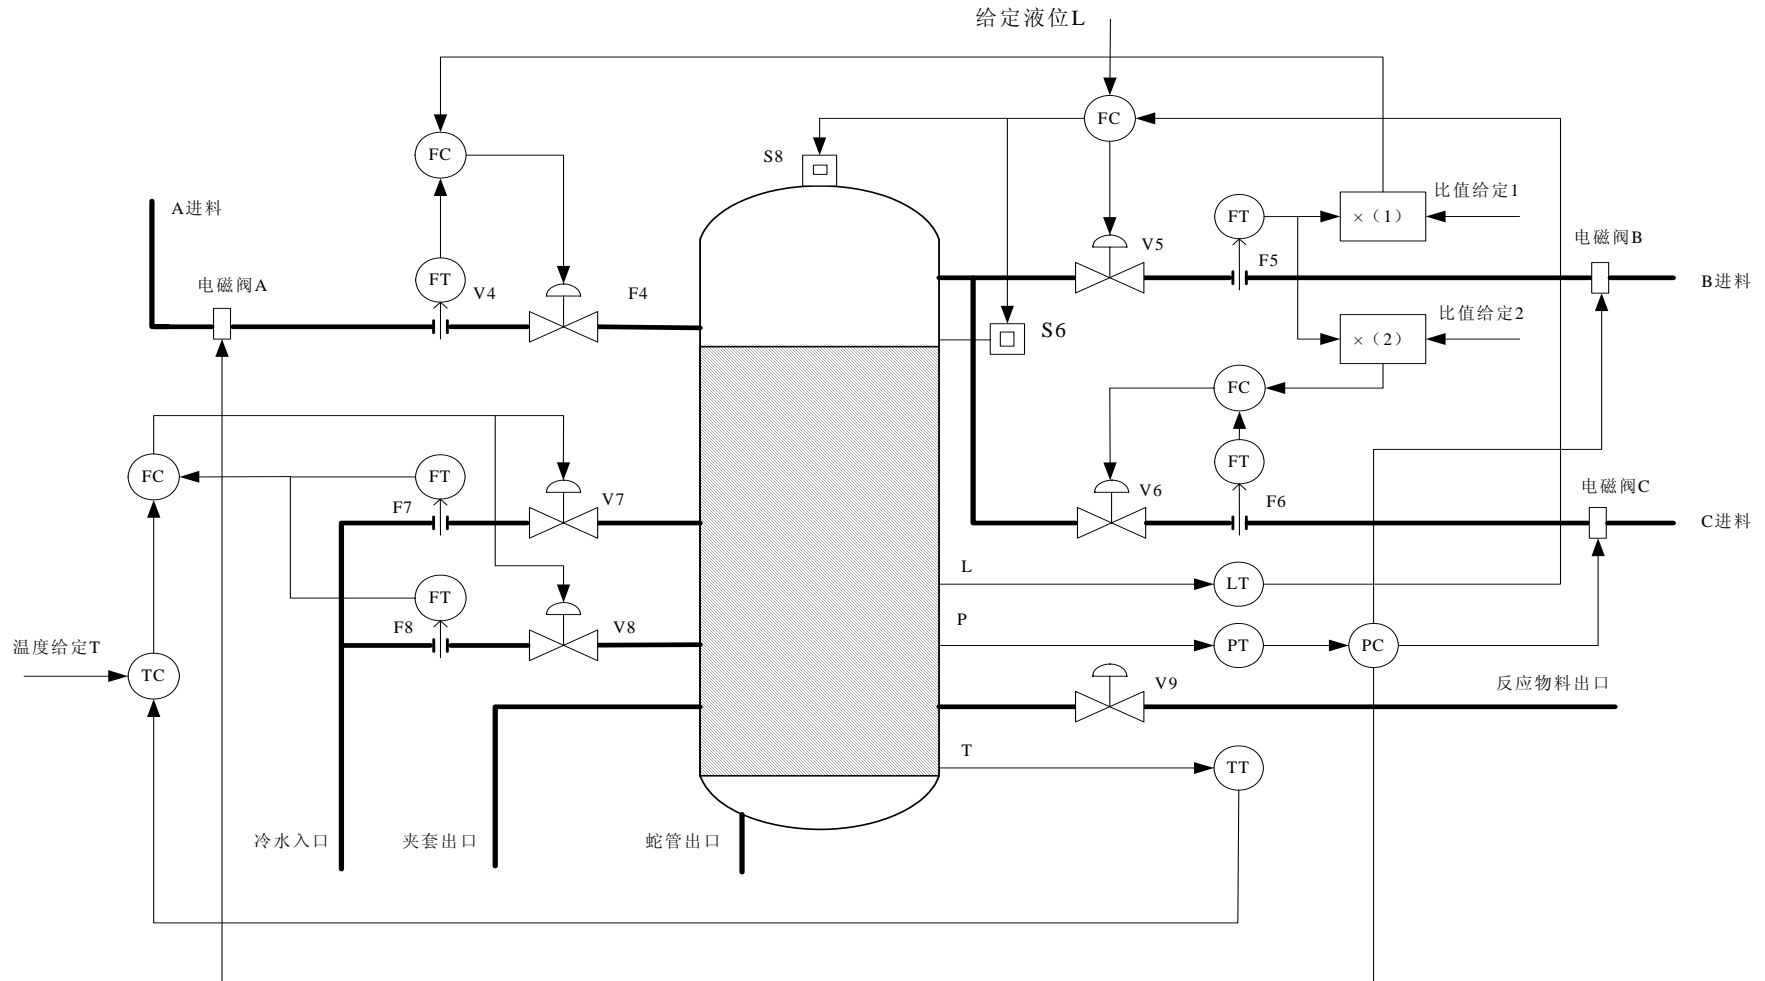 给定液位L
FC
FC
S8
比值给定1
A进料
FT
×（1）
电磁阀B
V5
F5
B进料
电磁阀A
FT
V4
F4
比值给定2
S6
×（2）
FC
FC
FT
FT
V7
F7
V6
F6
电磁阀C
C进料
L
LT
FT
P
F8
V8
温度给定T
PT
PC
TC
V9
反应物料出口
T
TT
冷水入口
夹套出口
蛇管出口